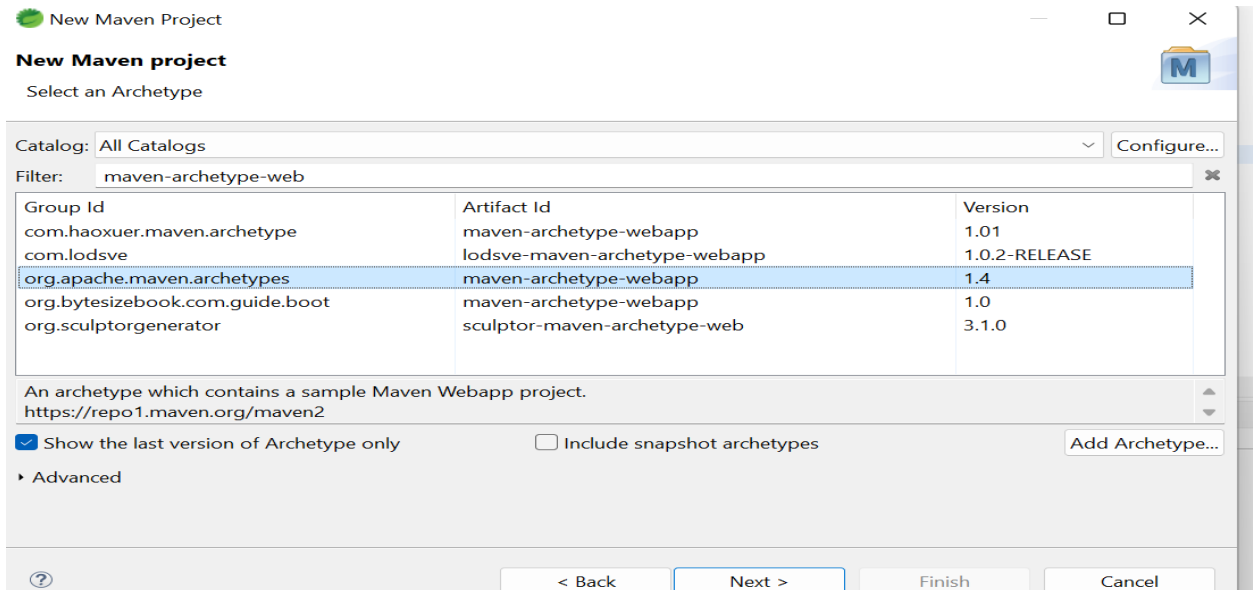 New Maven Project
New Maven project
M
Select an Archetype
Catalog: All Catalogs Configure...
Filter: maven-archetype-web
Group Id Artifact Id Version
com.haoxuer.maven.archetype maven-archetype-webapp 1.01
com.lodsve lodsve-maven-archetype-webapp 1.0.2-RELEASE
org.apache.maven.archetypes maven-archetype-webapp 1.4
org.bytesizebook.com.guide.boot maven-archetype-webapp 1.0
org.sculptorgenerator sculptor-maven-archetype-web 3.1.0
An archetype which contains a sample Maven Webapp project.
https://repo1.maven.org/maven2
Show the last version of Archetype only Include snapshot archetypes Add Archetype...
Advanced
? < Back Next > Finish Cancel